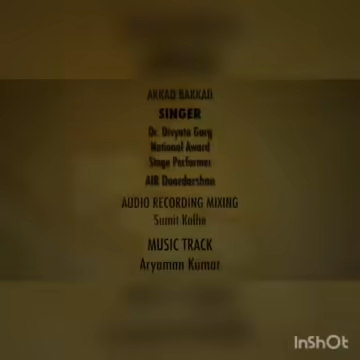 AKKAD BAKKAD
SINGER
Dr. Divyata Garg
National Award
Stage Performer
AIR Doordarshan
AUDIO RECORDING MIXING
Sumit Kolhe
MUSIC TRACK
Aryaman Kumar
InShOt